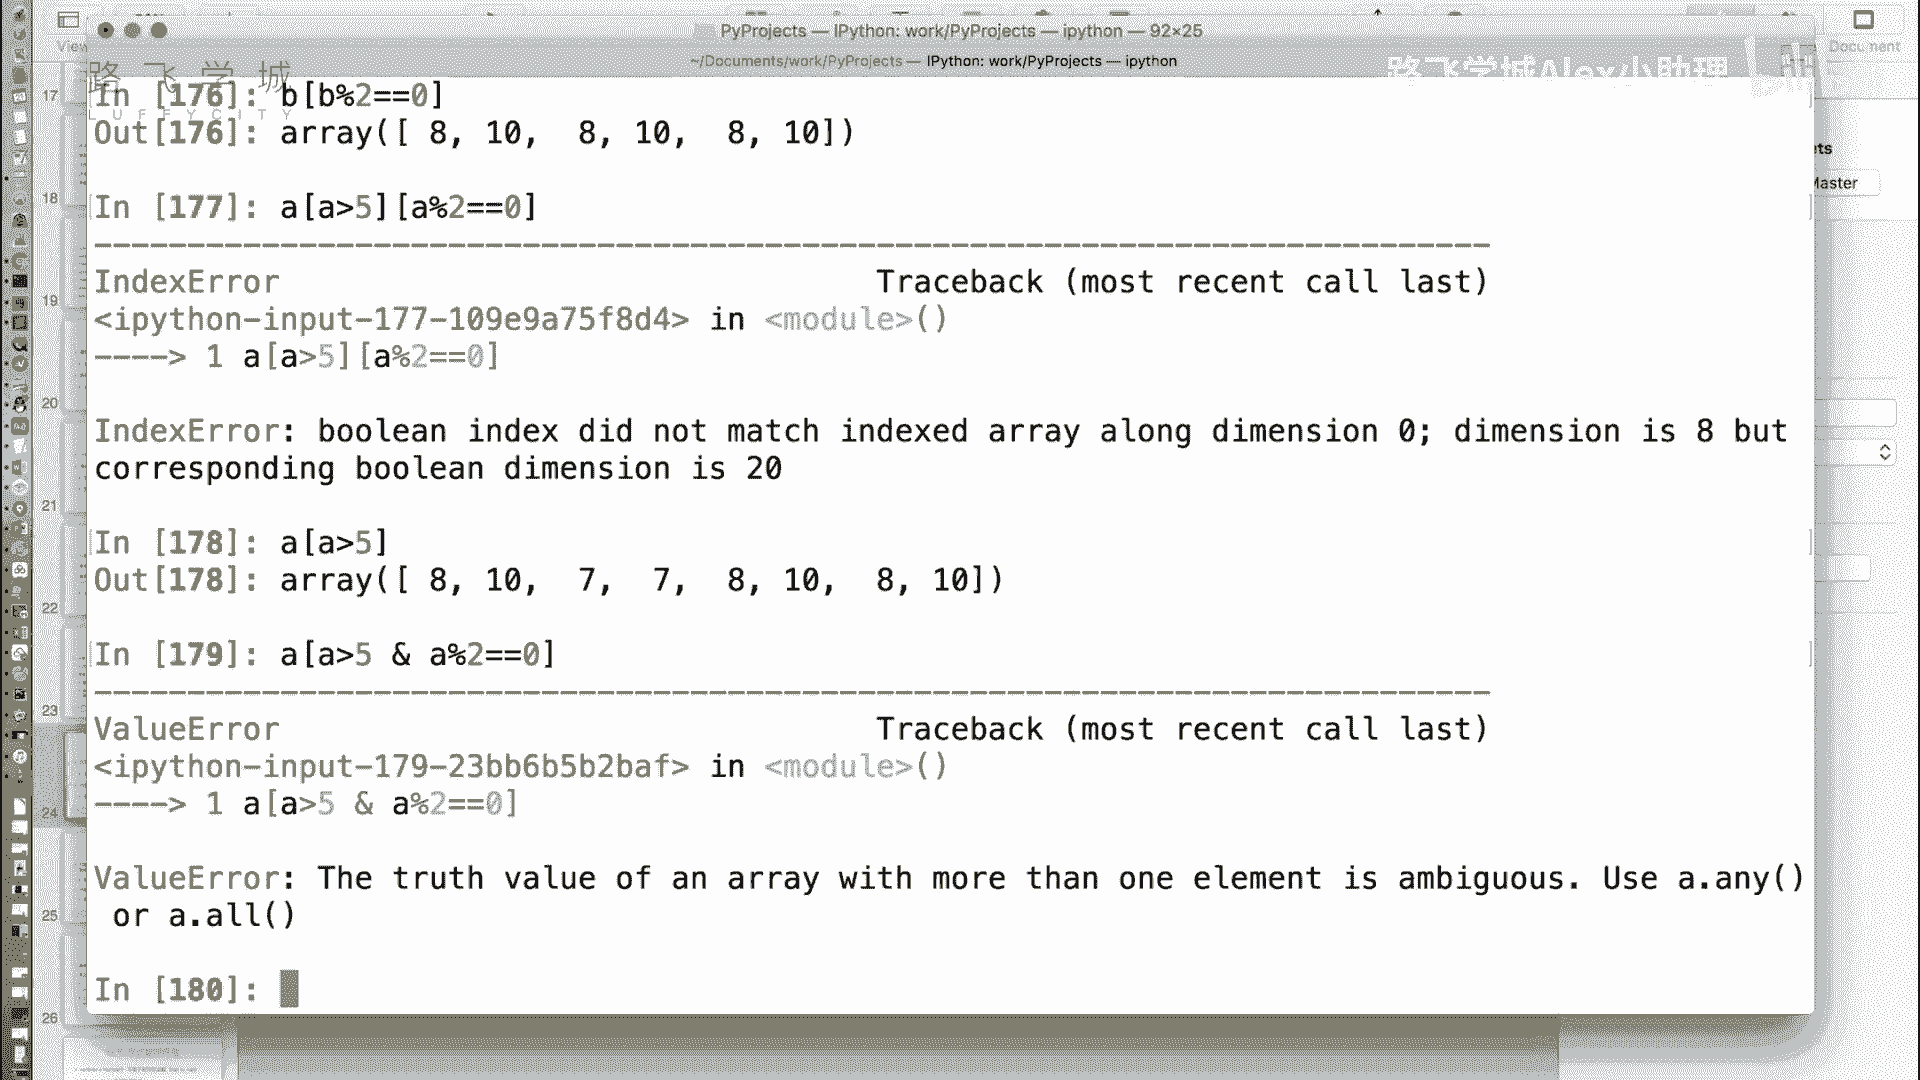 PyProjects — IPython: work/PyProjects — ipython — 92×25
~/Documents/work/PyProjects — IPython: work/PyProjects — ipython
View
Document
路飞学城
LUFFYCITY
路飞学城Alex小助理
In [176]: b[b%2==0]
Out[176]: array([ 8, 10,  8, 10,  8, 10])
In [177]: a[a>5][a%2==0]
IndexError                                Traceback (most recent call last)
<ipython-input-177-109e9a75f8d4> in <module>()
----> 1 a[a>5][a%2==0]
IndexError: boolean index did not match indexed array along dimension 0; dimension is 8 but
corresponding boolean dimension is 20
In [178]: a[a>5]
Out[178]: array([ 8, 10,  7,  7,  8, 10,  8, 10])
In [179]: a[a>5 & a%2==0]
ValueError                                Traceback (most recent call last)
<ipython-input-179-23bb6b5b2baf> in <module>()
----> 1 a[a>5 & a%2==0]
ValueError: The truth value of an array with more than one element is ambiguous. Use a.any()
or a.all()
In [180]:
17
18
19
20
21
22
23
24
25
26
ets
Master